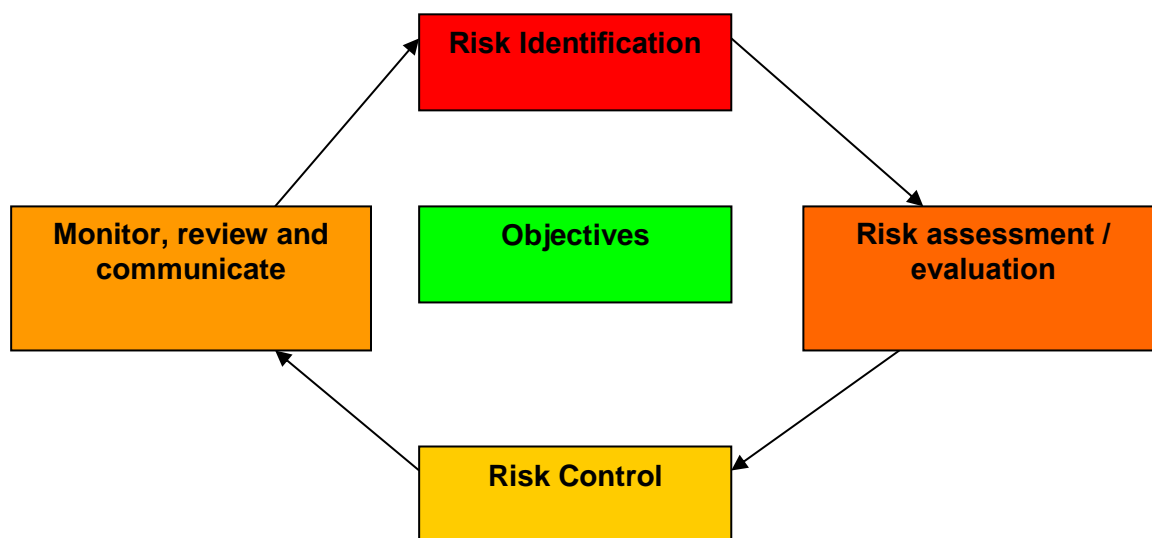 Risk Identification
Monitor, review and
communicate
Objectives
Risk assessment /
evaluation
Risk Control